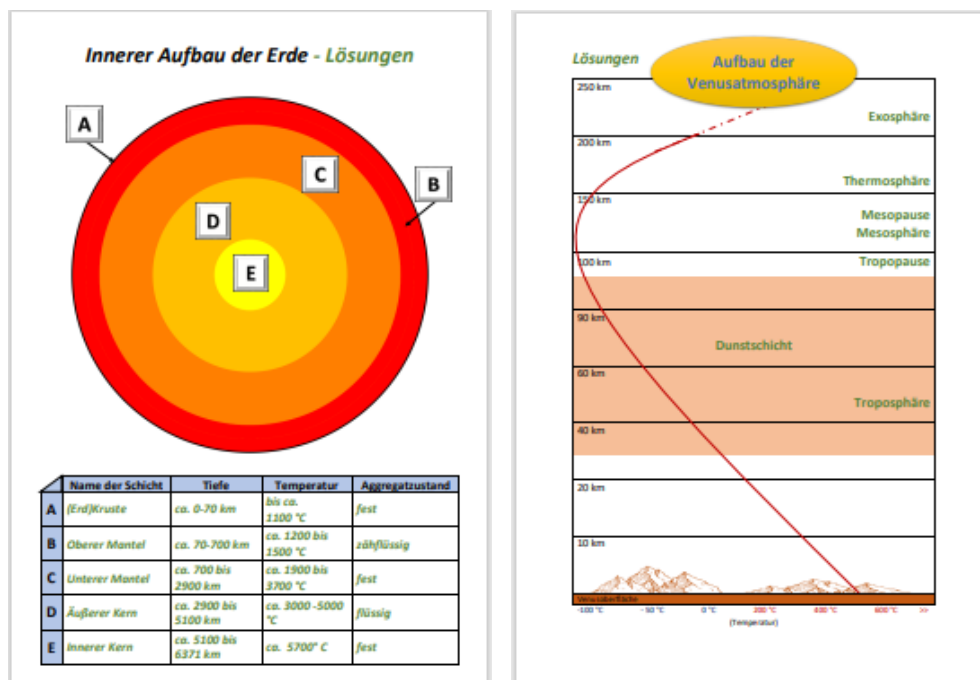 Innerer Aufbau der Erde - Lösungen
A
B
C
D
E
Name der Schicht Tiefe Temperatur Aggregatzustand
A (Erd)Kruste ca. 0-70 km bis ca. 1100 °C fest
B Oberer Mantel ca. 70-700 km ca. 1200 bis 1500 °C zähflüssig
C Unterer Mantel ca. 700 bis 2900 km ca. 1900 bis 3700 °C fest
D Äußerer Kern ca. 2900 bis 5100 km ca. 3000 -5000 °C flüssig
E Innerer Kern ca. 5100 bis 6371 km ca. 5700° C fest
Lösungen
Aufbau der
Venusatmosphäre
250 km
Exosphäre
200 km
Thermosphäre
150 km
Mesopause
Mesosphäre
100 km
Tropopause
90 km
Dunstschicht
60 km
Troposphäre
40 km
20 km
10 km
Venusoberfläche
-100 °C -50 °C 0 °C 200 °C 400 °C 600 °C >>
(Temperatur)